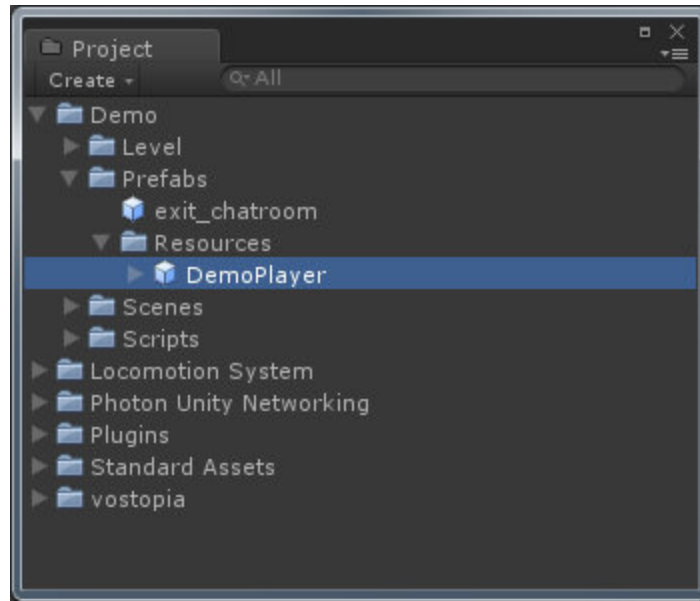 Project
Create
All
Demo
Level
Prefabs
exit_chatroom
Resources
DemoPlayer
Scenes
Scripts
Locomotion System
Photon Unity Networking
Plugins
Standard Assets
vostopia